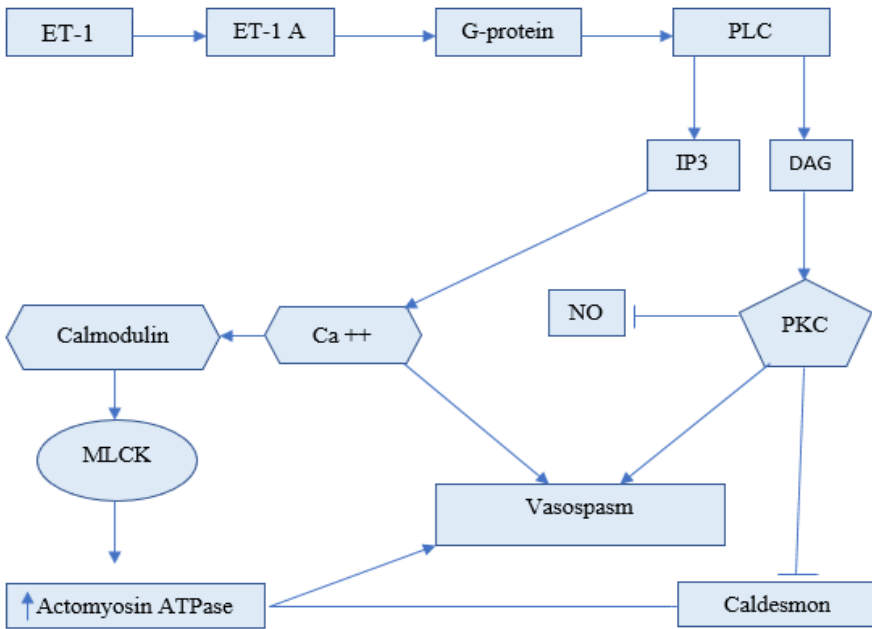 ET-1
ET-1 A
G-protein
PLC
IP3
DAG
NO
PKC
Calmodulin
Ca ++
MLCK
Vasospasm
↑Actomyosin ATPase
Caldesmon